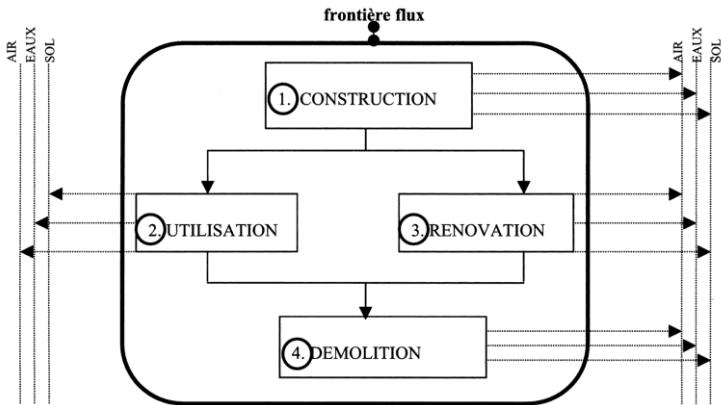 frontière flux
AIR
EAUX
SOL
AIR
EAUX
SOL
1. CONSTRUCTION
2. UTILISATION
3. RENOVATION
4. DEMOLITION